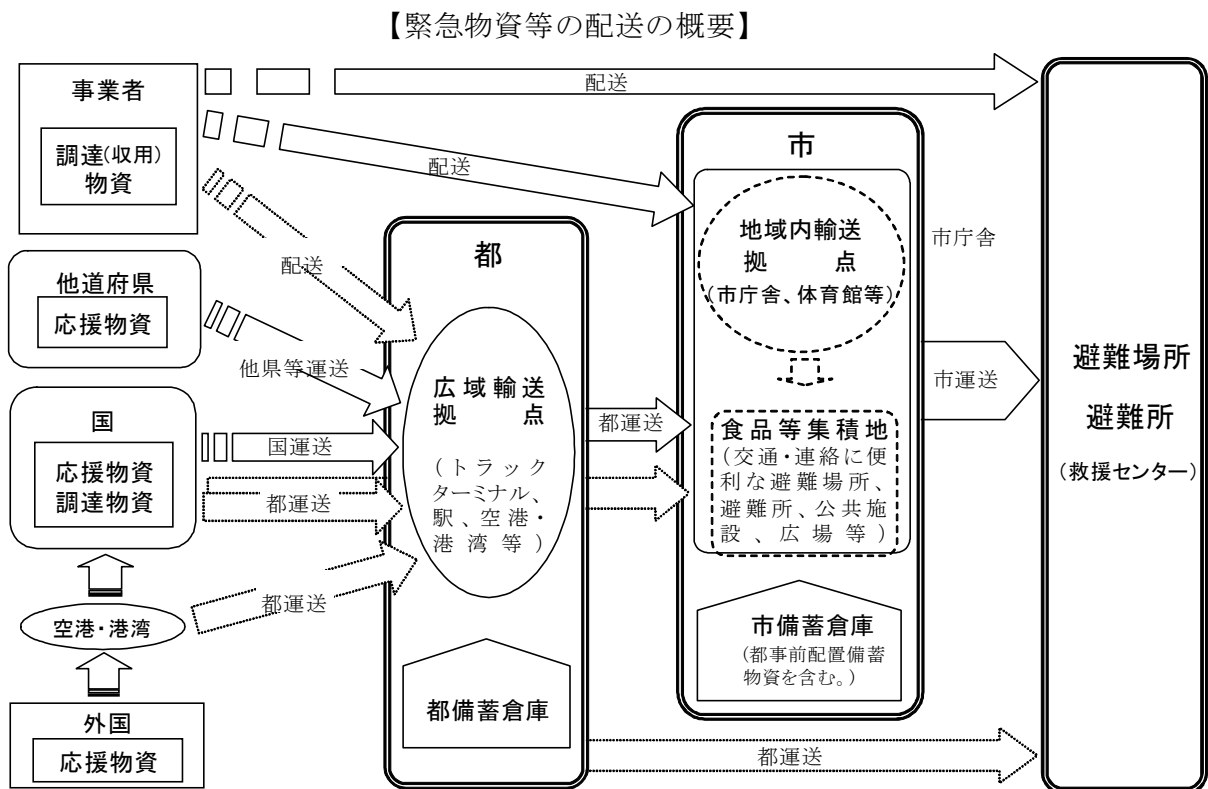 【緊急物資等の配送の概要】
事業者
調達(収用)
物資
配送
配送
配送
他道府県
応援物資
他県等運送
国
応援物資
調達物資
国運送
都運送
空港・港湾
都運送
外国
応援物資
都
広域輸送
拠　点
(トラック
ターミナル、
駅、空港・
港湾等)
都備蓄倉庫
都運送
市
地域内輸送
拠　点
(市庁舎、体育館等)
食品等集積地
(交通・連絡に便
利な避難場所、
避難所、公共施
設、広場等)
市備蓄倉庫
(都事前配置備蓄
物資を含む。)
市庁舎
市運送
都運送
避難場所
避難所
(救援センター)